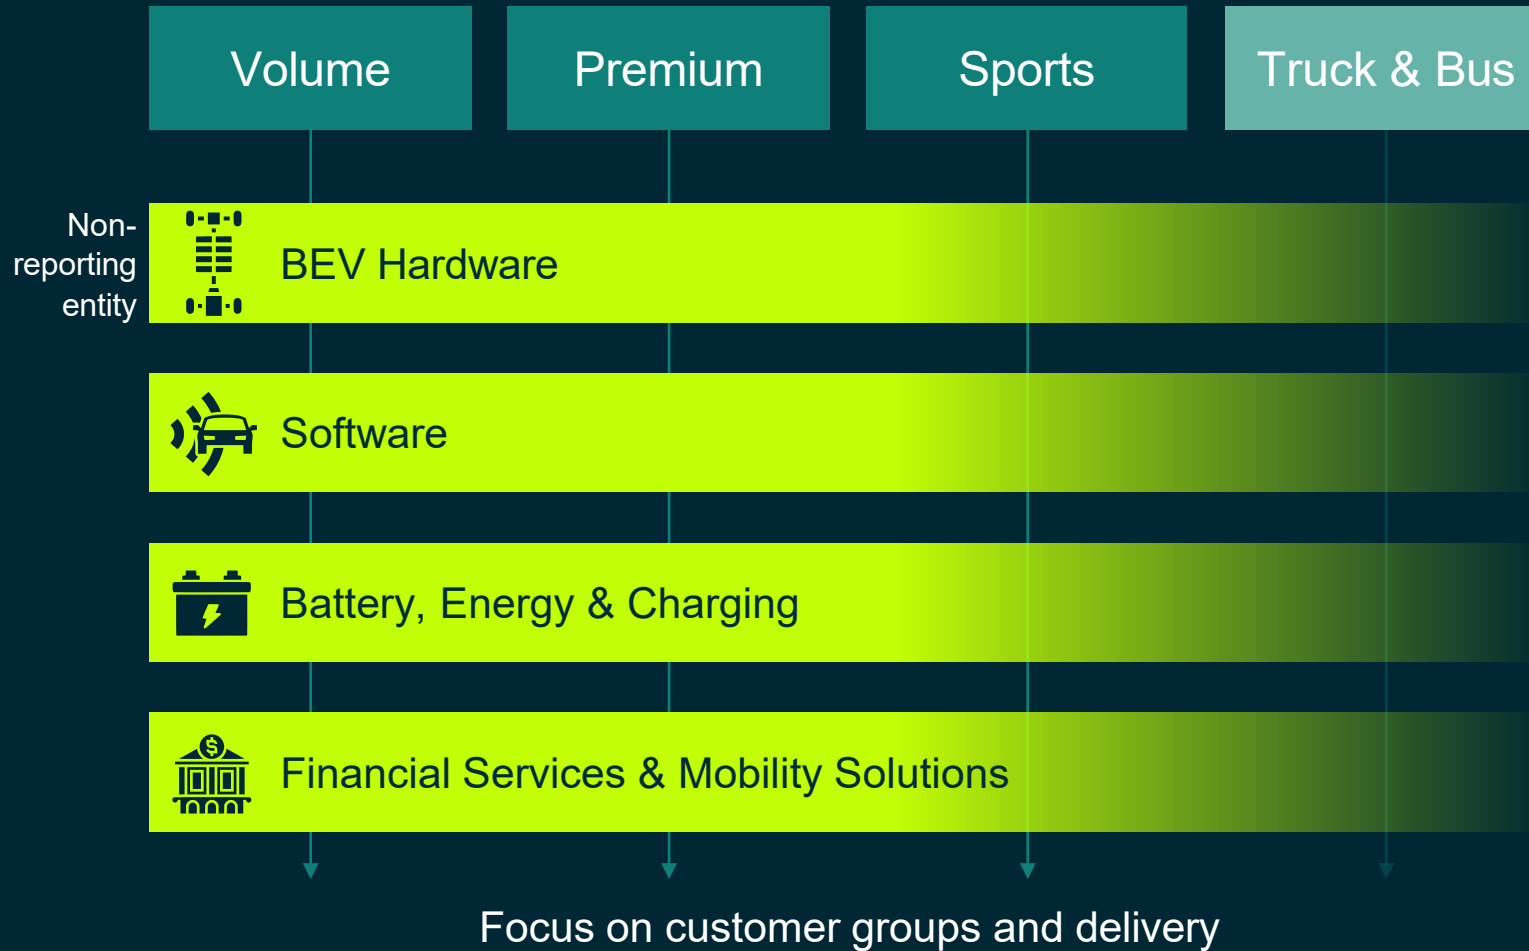 Volume
Premium
Sports
Truck & Bus
Non-
reporting
entity
BEV Hardware
Software
Battery, Energy & Charging
$
Financial Services & Mobility Solutions
Focus on customer groups and delivery